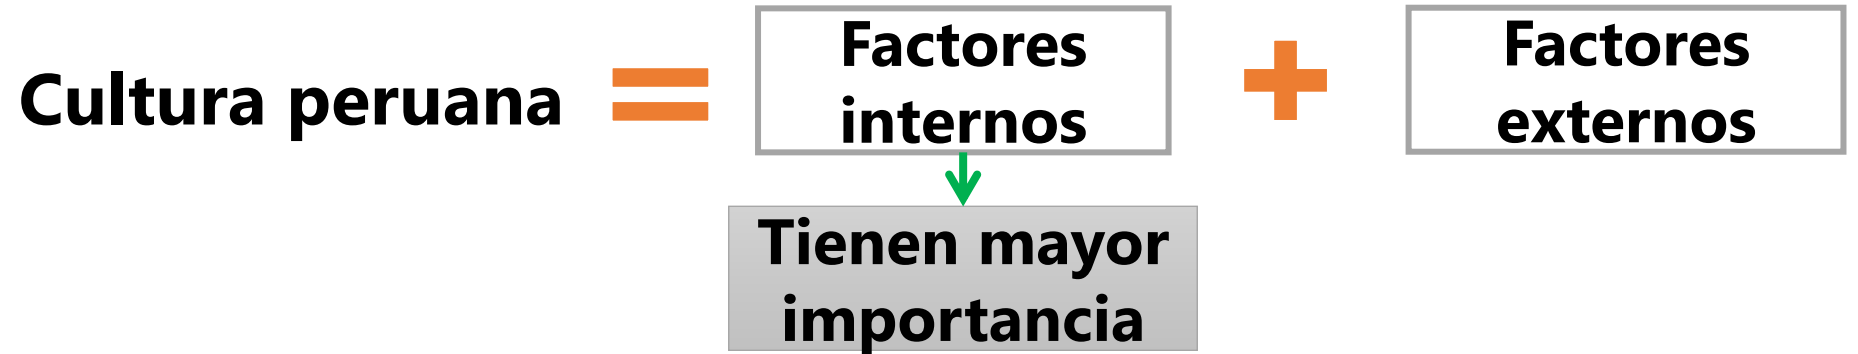 Cultura peruana = Factores internos + Factores externos
Tienen mayor
importancia